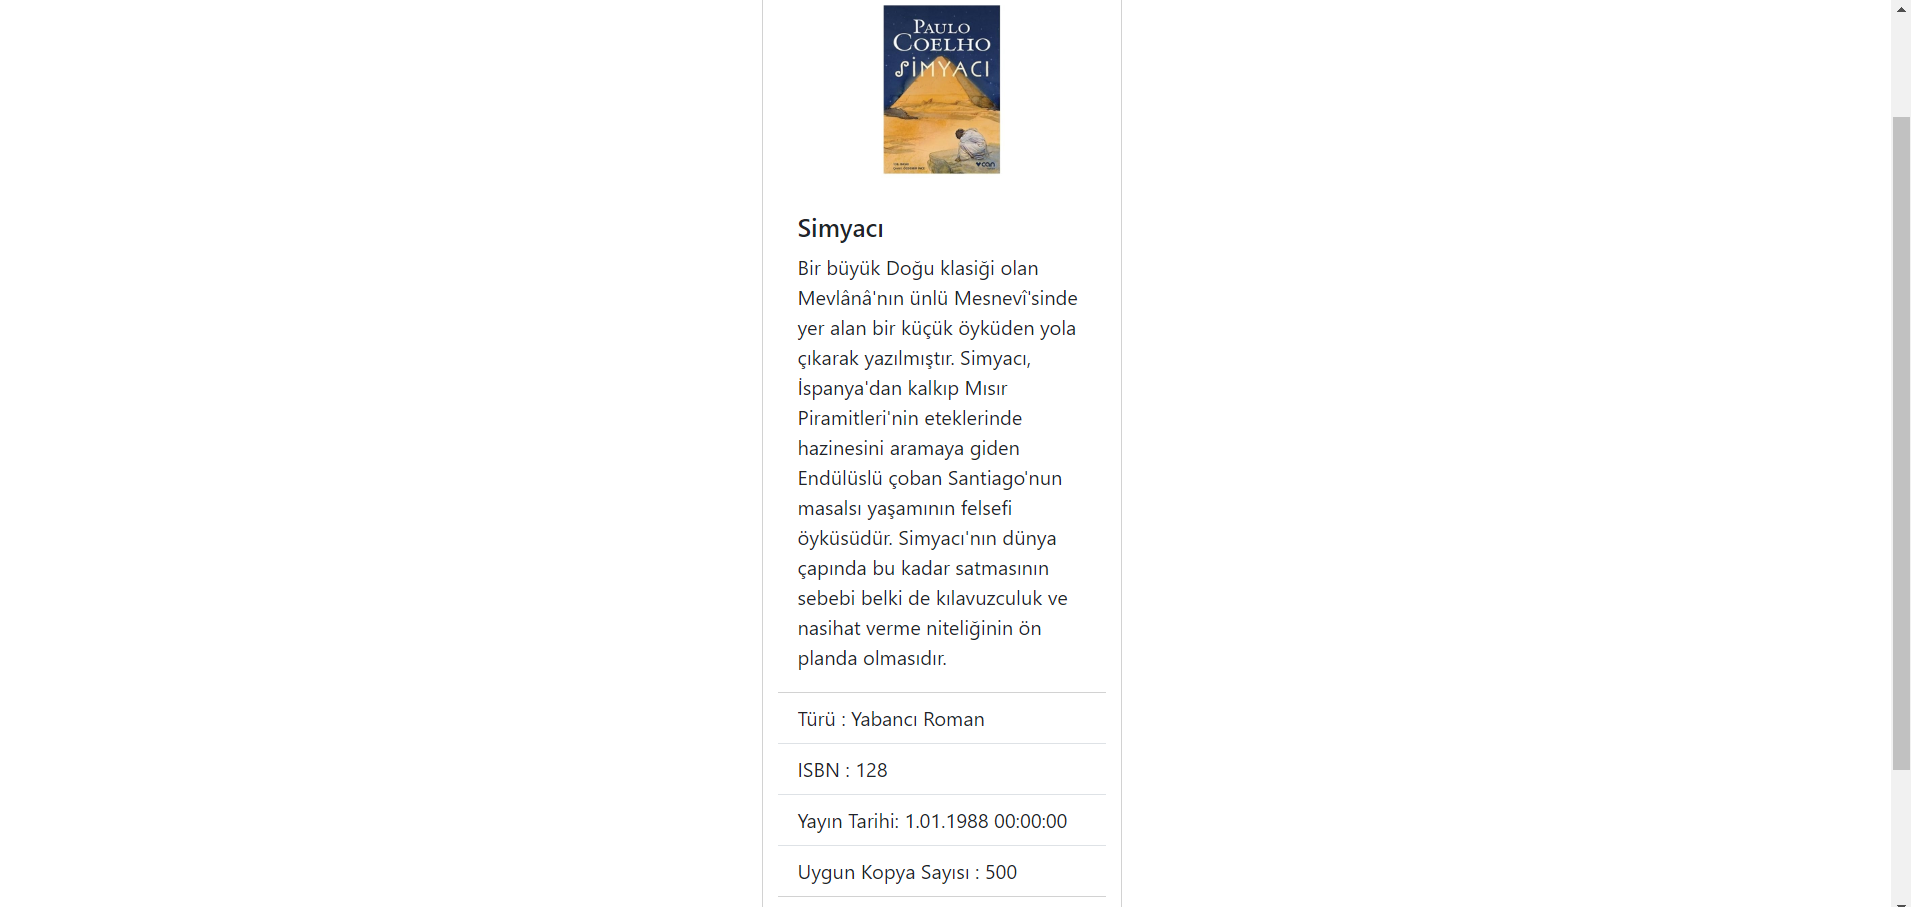 PAULO
COELHO
SİMYACI
can
Simyacı
Bir büyük Doğu klasiği olan
Mevlânâ'nın ünlü Mesnevî'sinde
yer alan bir küçük öyküden yola
çıkarak yazılmıştır. Simyacı,
İspanya'dan kalkıp Mısır
Piramitleri'nin eteklerinde
hazinesini aramaya giden
Endülüslü çoban Santiago'nun
masalsı yaşamının felsefi
öyküsüdür. Simyacı'nın dünya
çapında bu kadar satmasının
sebebi belki de kılavuzculuk ve
nasihat verme niteliğinin ön
planda olmasıdır.
Türü : Yabancı Roman
ISBN : 128
Yayın Tarihi: 1.01.1988 00:00:00
Uygun Kopya Sayısı : 500